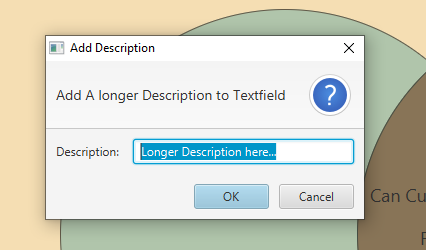 Add Description
Add A longer Description to Textfield
?
Description: Longer Description here...
OK Cancel
Can Cu